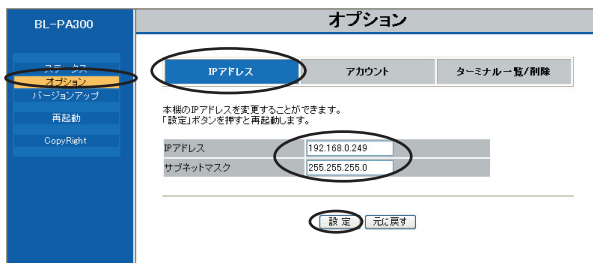 BL-PA300
オプション
ステータス
オプション
バージョンアップ
再起動
CopyRight
IPアドレス
アカウント
ターミナル一覧/削除
本機のIPアドレスを変更することができます。
「設定」ボタンを押すと再起動します。
IPアドレス
192.168.0.249
サブネットマスク
255.255.255.0
設 定
元に戻す